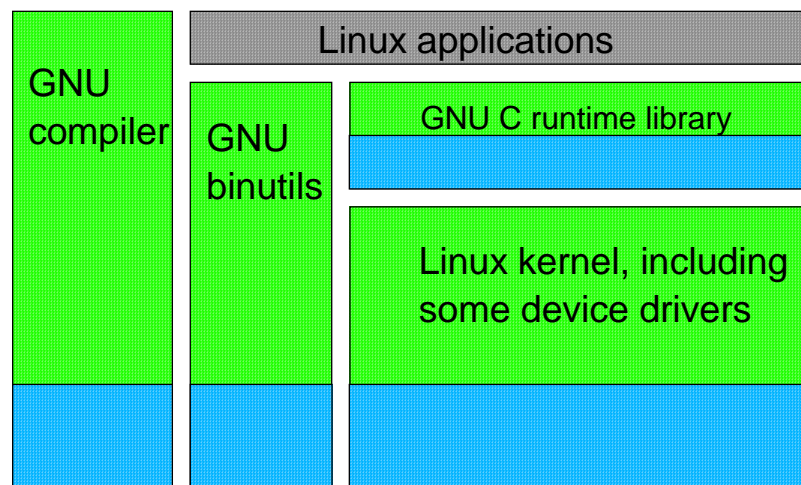 Linux applications
GNU
compiler
GNU
binutils
GNU C runtime library
Linux kernel, including
some device drivers